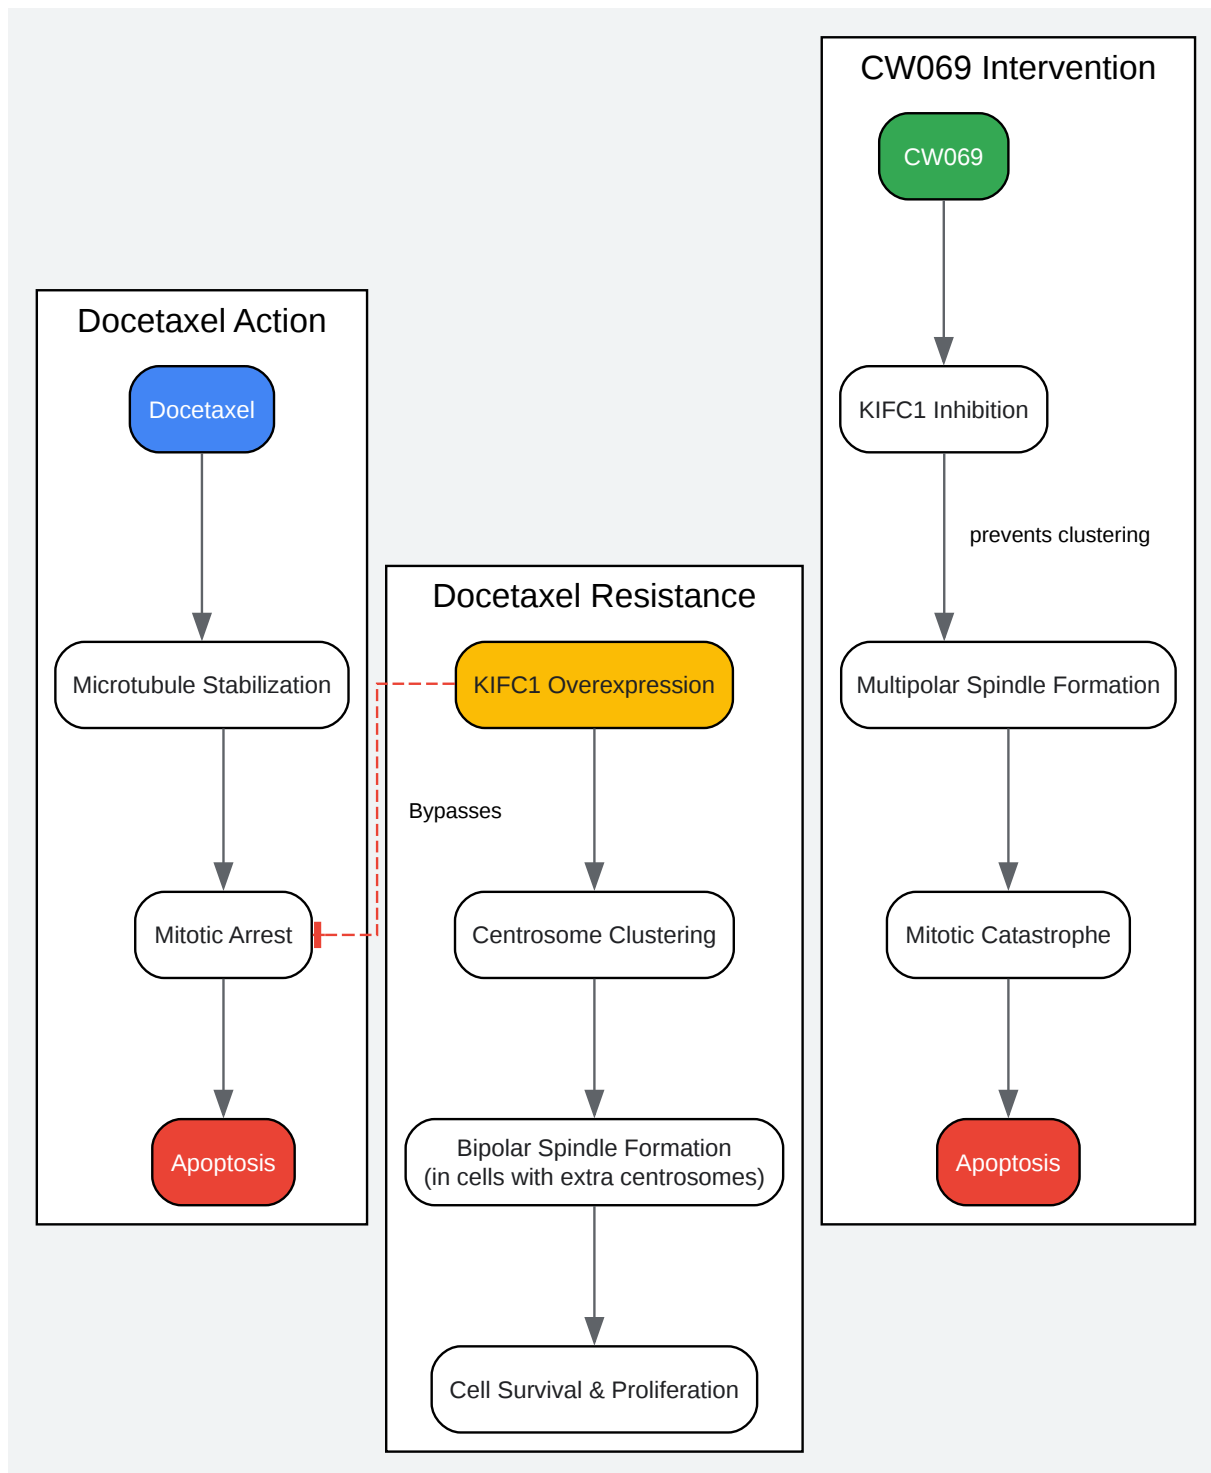 Docetaxel Action
Docetaxel
Microtubule Stabilization
Mitotic Arrest
Apoptosis
Docetaxel Resistance
KIFC1 Overexpression
Bypasses
Centrosome Clustering
Bipolar Spindle Formation
(in cells with extra centrosomes)
Cell Survival & Proliferation
CW069 Intervention
CW069
KIFC1 Inhibition
prevents clustering
Multipolar Spindle Formation
Mitotic Catastrophe
Apoptosis